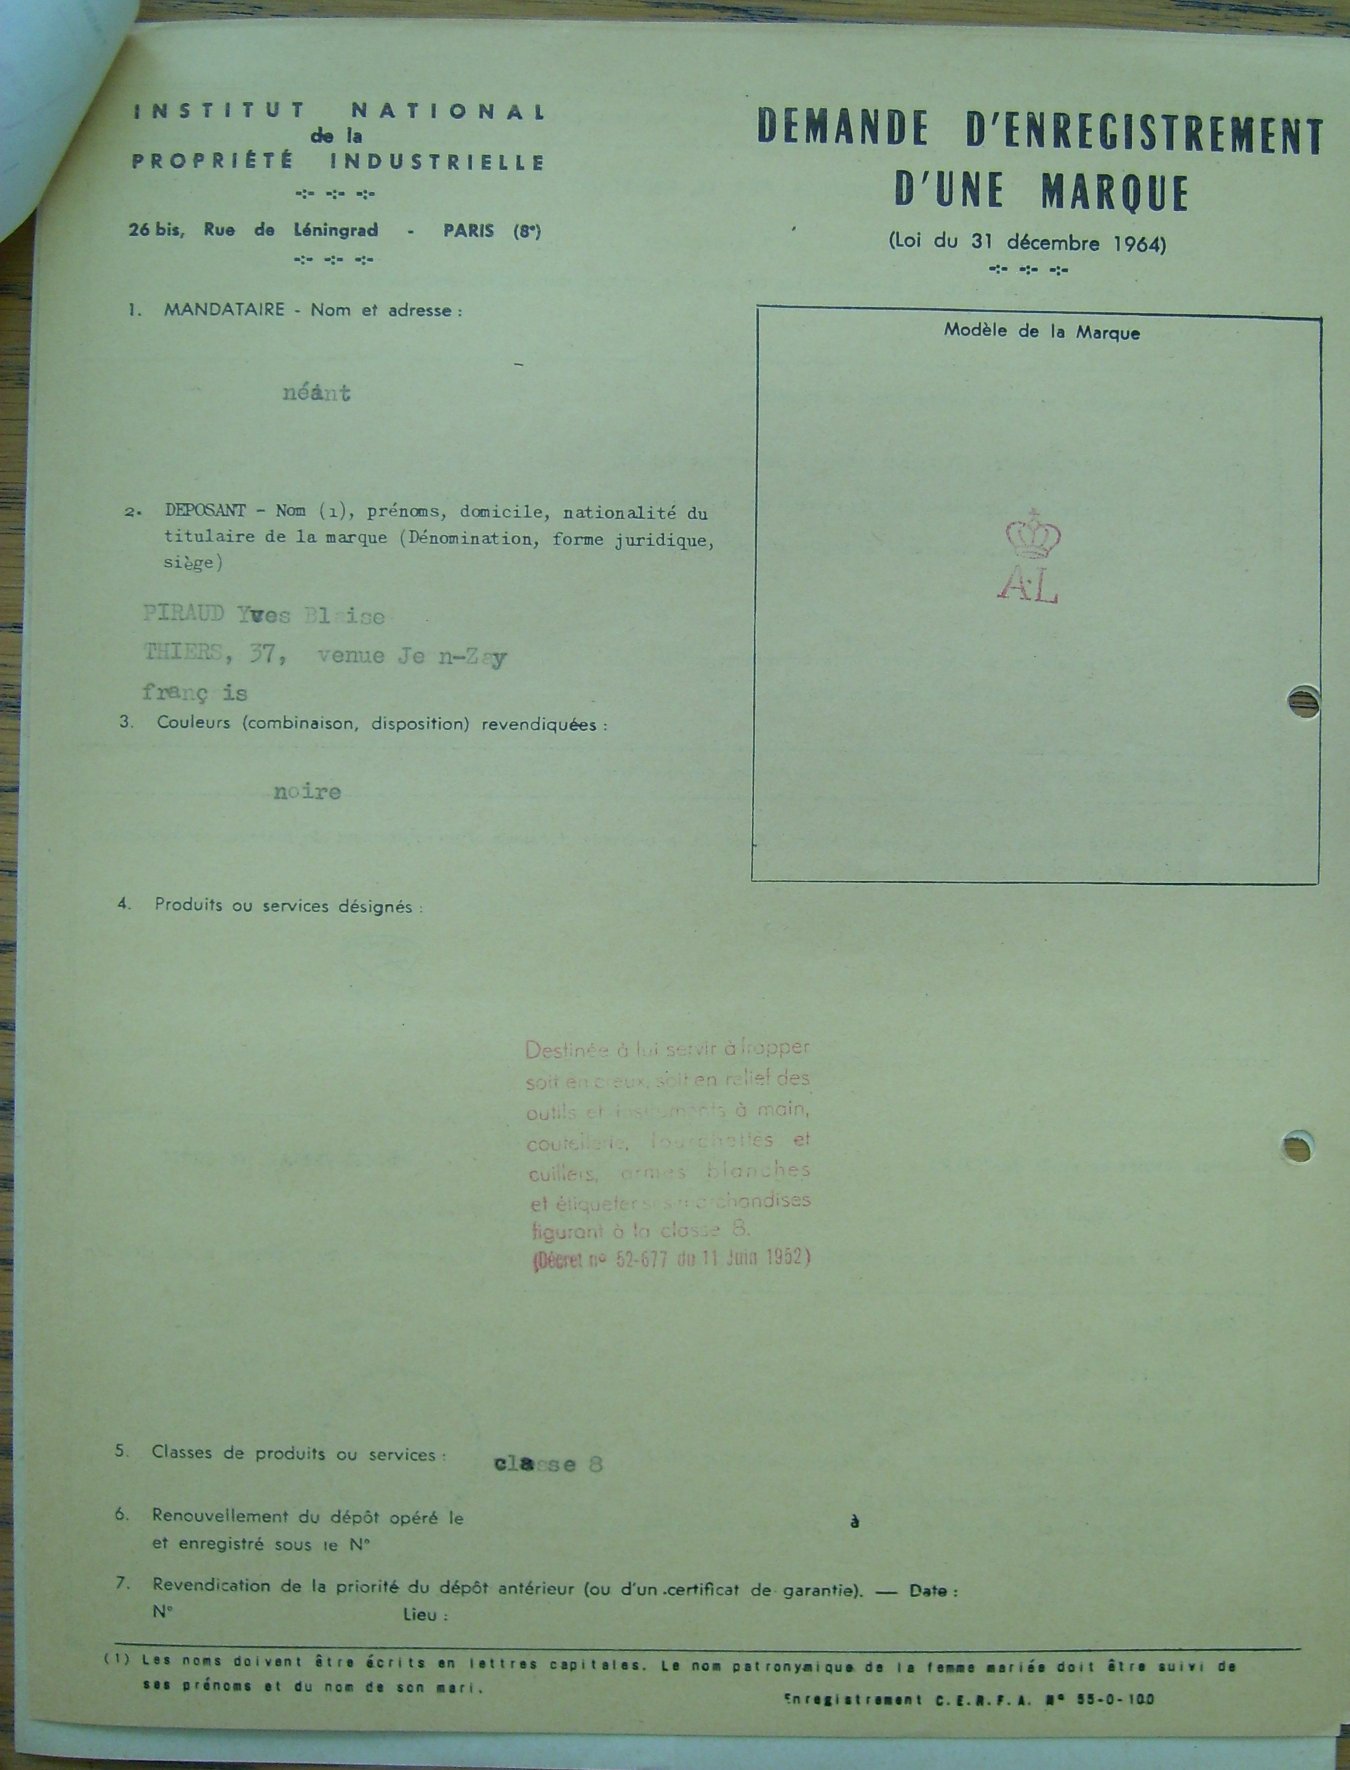 INSTITUT NATIONAL
de la
PROPRIÉTÉ INDUSTRIELLE
26 bis, Rue de Léningrad - PARIS (8e)
DEMANDE D'ENREGISTREMENT
D'UNE MARQUE
(Loi du 31 décembre 1964)
1. MANDATAIRE - Nom et adresse :
néant
Modèle de la Marque
A.L
2. DEPOSANT - Nom (1), prénoms, domicile, nationalité du
titulaire de la marque (Dénomination, forme juridique,
siège)
PIRAUD Yves Blaise
THIERS, 37, avenue Jean-Zay
français
3. Couleurs (combinaison, disposition) revendiquées :
noire
4. Produits ou services désignés :
Destinée à lui servir à frapper
soit en creux, soit en relief des
outils et instruments à main,
coutellerie, fourchettes et
cuillers, armes blanches
et étiqueter ses marchandises
figurant à la classe 8.
(Décret n° 52-677 du 11 Juin 1952)
5. Classes de produits ou services : classe 8
6. Renouvellement du dépôt opéré le à
et enregistré sous le N°
7. Revendication de la priorité du dépôt antérieur (ou d'un certificat de garantie). — Date :
N° Lieu :
(1) Les noms doivent être écrits en lettres capitales. Le nom patronymique de la femme mariée doit être suivi de
ses prénoms et du nom de son mari.
Enregistrement C.E.R.F.A. N° 55-0-100